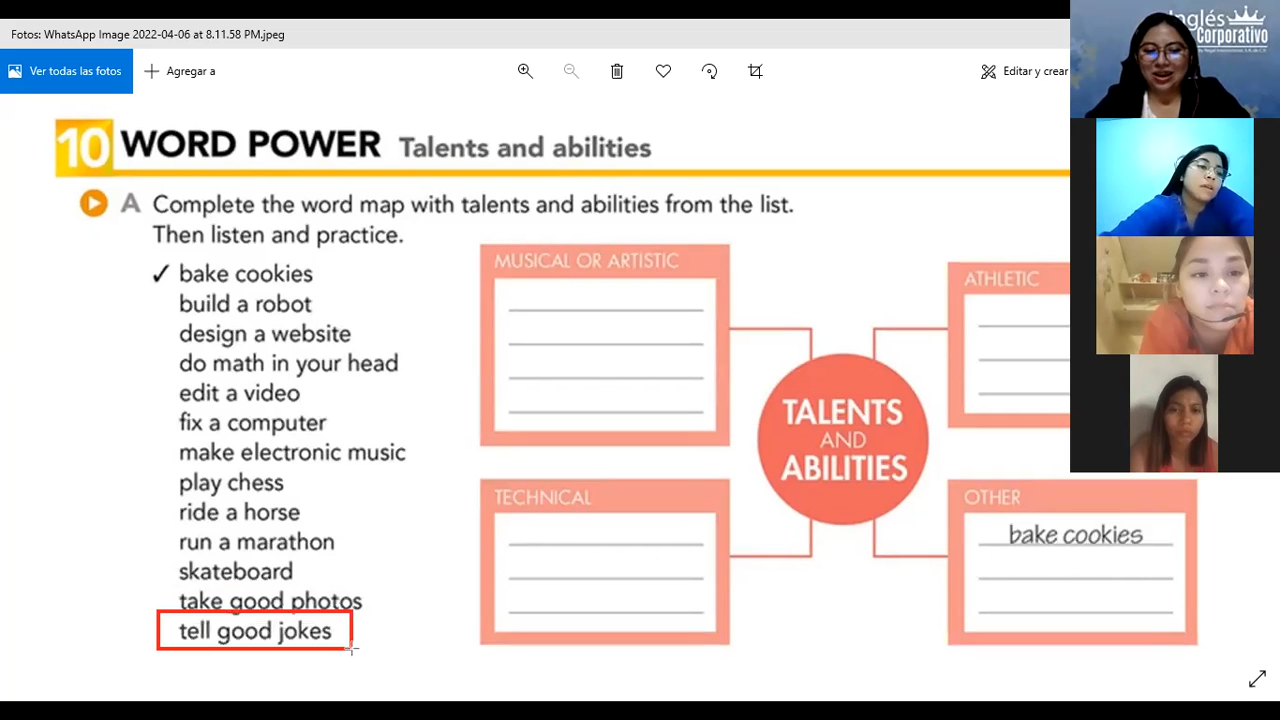 Fotos: WhatsApp Image 2022-04-06 at 8.11.58 PM.jpeg
Inglés
Corporativo
Ver todas las fotos
Agregar a
Editar y crear
10 WORD POWER Talents and abilities
A Complete the word map with talents and abilities from the list.
Then listen and practice.
✓ bake cookies
build a robot
design a website
do math in your head
edit a video
fix a computer
make electronic music
play chess
ride a horse
run a marathon
skateboard
take good photos
tell good jokes
MUSICAL OR ARTISTIC
ATHLETIC
TALENTS
AND
ABILITIES
TECHNICAL
OTHER
bake cookies